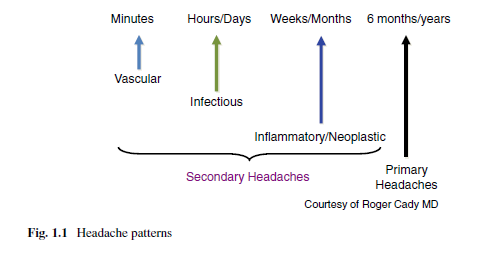 Minutes Hours/Days Weeks/Months 6 months/years
Vascular
Infectious
Inflammatory/Neoplastic
Secondary Headaches
Primary
Headaches
Courtesy of Roger Cady MD
Fig. 1.1 Headache patterns